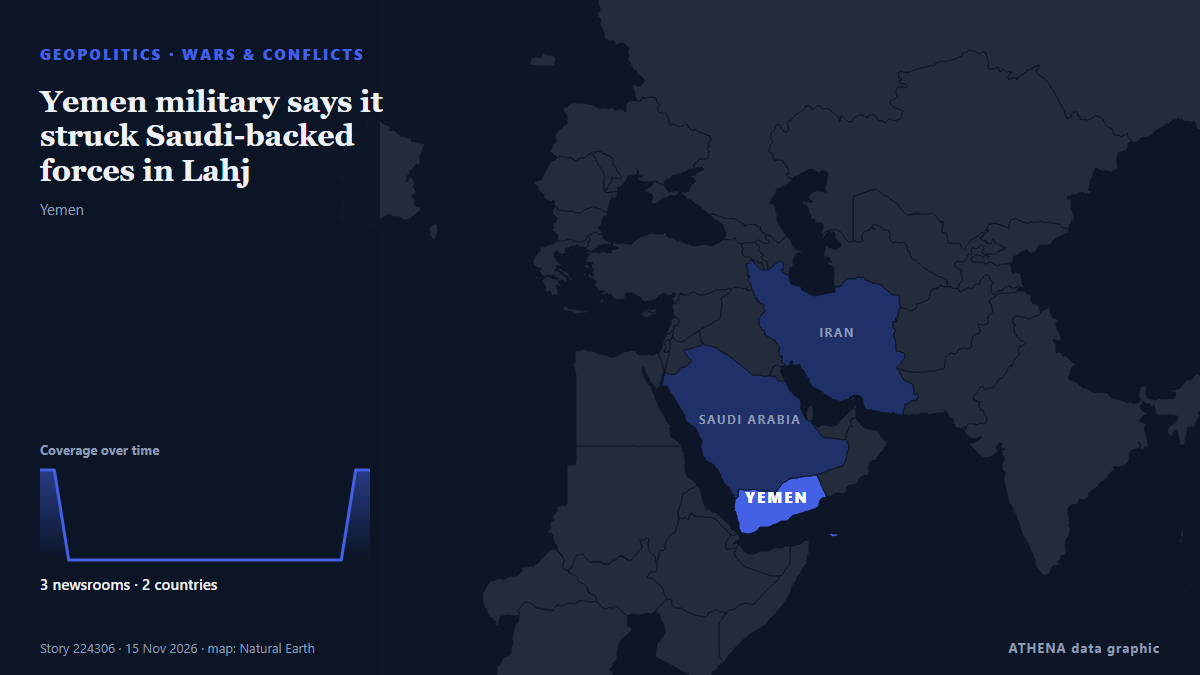 GEOPOLITICS · WARS & CONFLICTS
Yemen military says it
struck Saudi-backed
forces in Lahj
Yemen
IRAN
SAUDI ARABIA
YEMEN
Coverage over time
3 newsrooms · 2 countries
Story 224306 · 15 Nov 2026 · map: Natural Earth
ATHENA data graphic